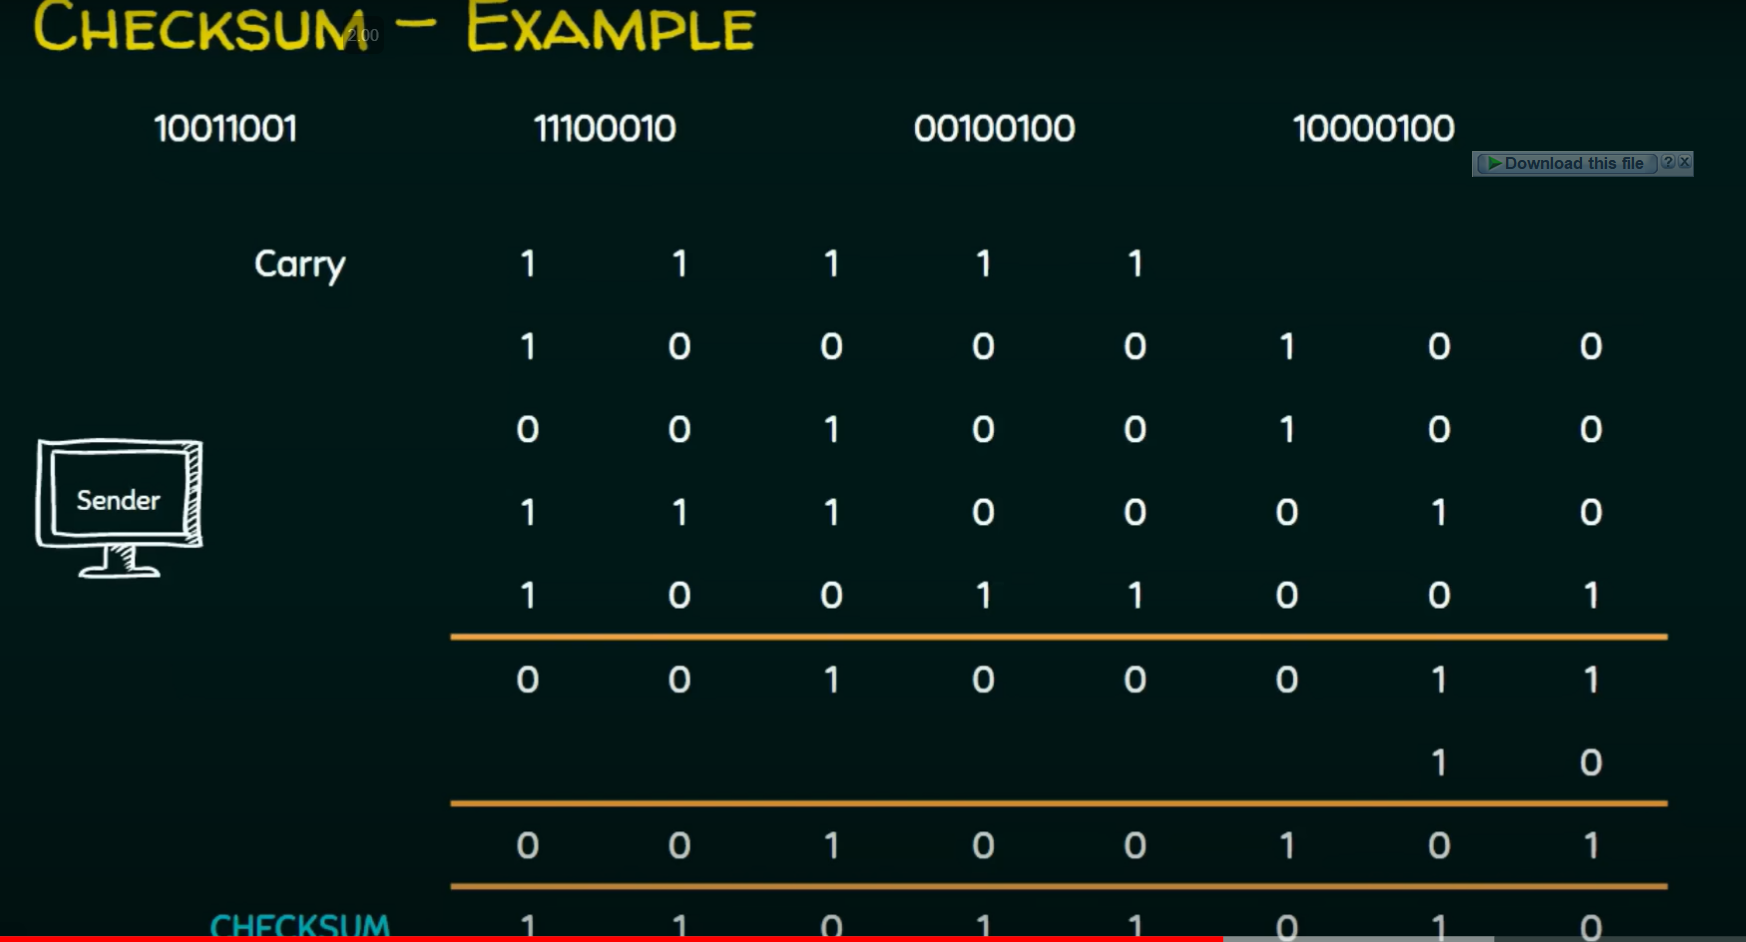 CHECKSUM – EXAMPLE
2.00
10011001 11100010 00100100 10000100
Download this file ? x
Carry 1 1 1 1 1
1 0 0 0 0 1 0 0
0 0 1 0 0 1 0 0
Sender
1 1 1 0 0 0 1 0
1 0 0 1 1 0 0 1
0 0 1 0 0 0 1 1
1 0
0 0 1 0 0 1 0 1
CHECKSUM 1 1 0 1 1 0 1 0